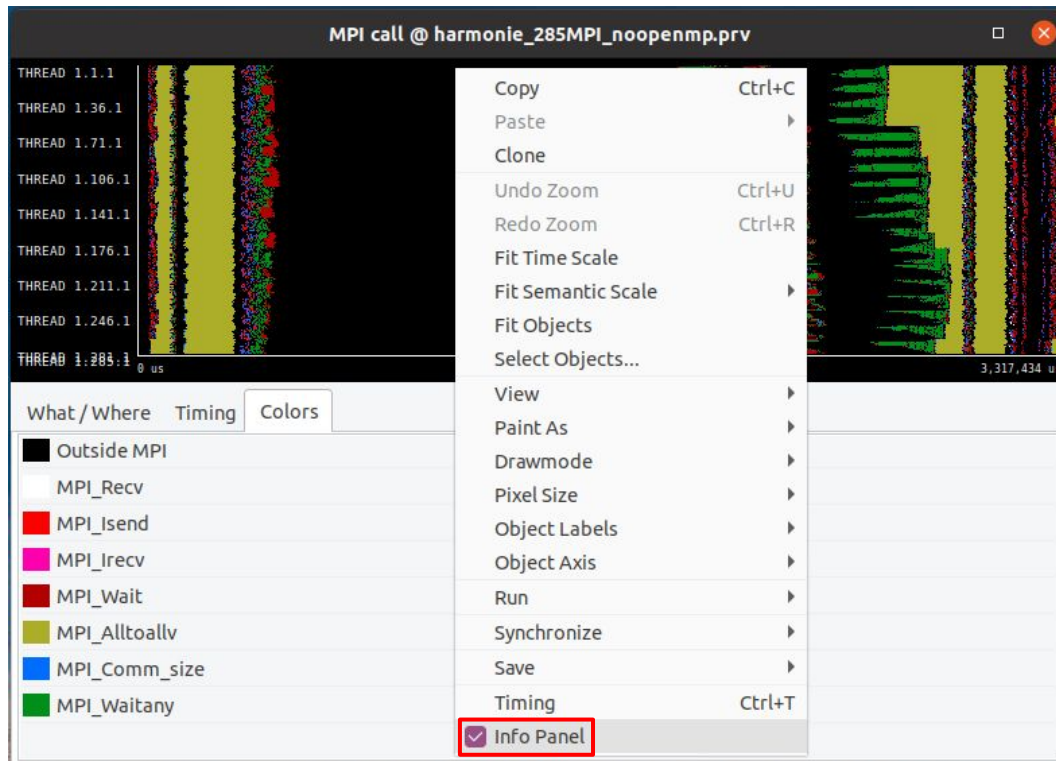 MPI call @ harmonie_285MPI_noopenmp.prv
THREAD 1.1.1
THREAD 1.36.1
THREAD 1.71.1
THREAD 1.106.1
THREAD 1.141.1
THREAD 1.176.1
THREAD 1.211.1
THREAD 1.246.1
THREAD 1.285.1
0 us
3,317,434 u
Copy Ctrl+C
Paste
Clone
Undo Zoom Ctrl+U
Redo Zoom Ctrl+R
Fit Time Scale
Fit Semantic Scale
Fit Objects
Select Objects...
View
Paint As
Drawmode
Pixel Size
Object Labels
Object Axis
Run
Synchronize
Save
Timing Ctrl+T
Info Panel
What / Where Timing Colors
Outside MPI
MPI_Recv
MPI_Isend
MPI_Irecv
MPI_Wait
MPI_Alltoallv
MPI_Comm_size
MPI_Waitany